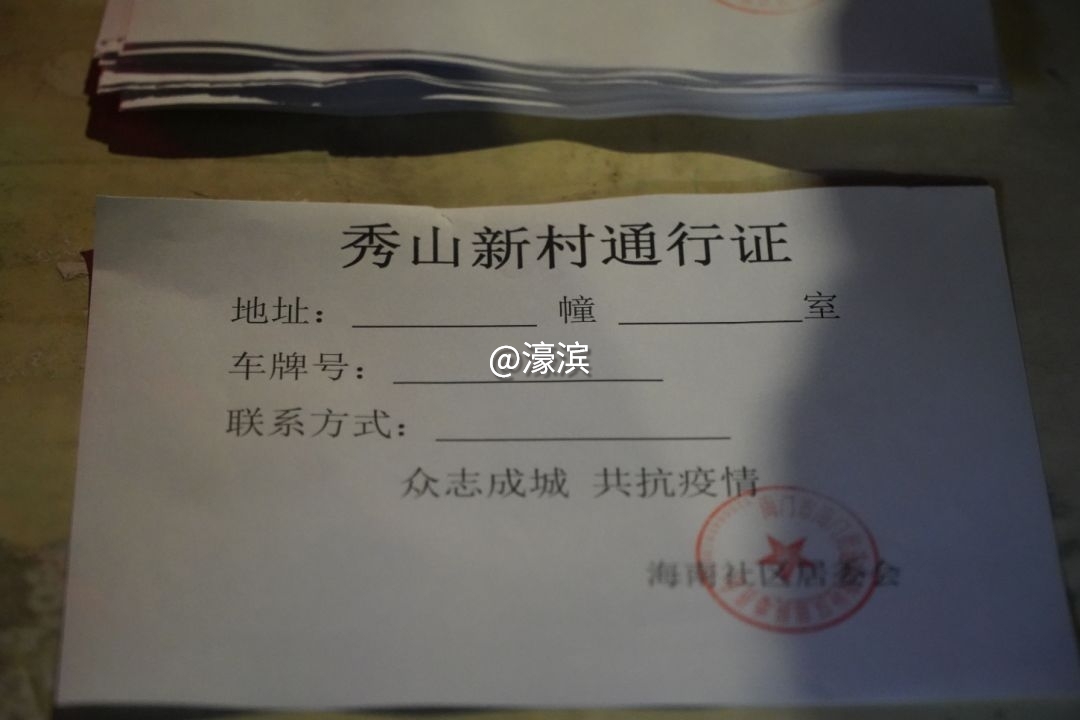 秀山新村通行证
地址： 幢 室
车牌号：
@濠滨
联系方式：
众志成城 共抗疫情
海南社区居委会